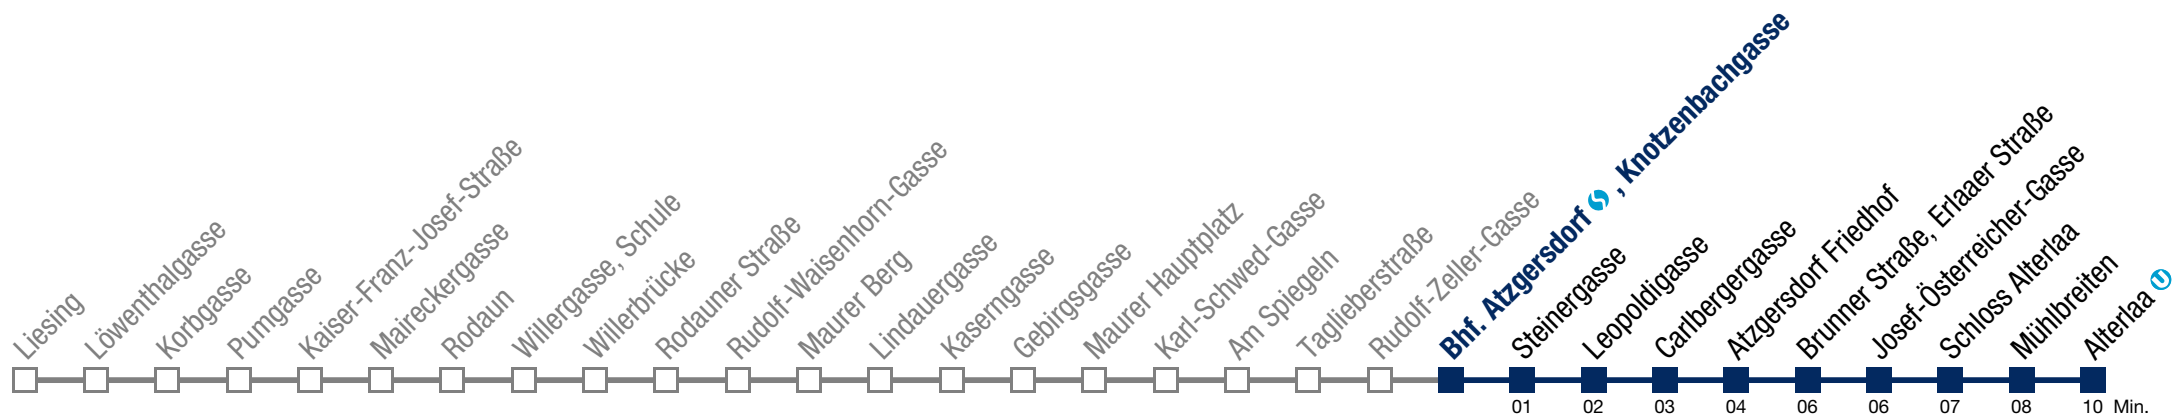 Liesing
Löwenthalgasse
Korbgasse
Pumgasse
Kaiser-Franz-Josef-Straße
Maireckergasse
Rodaun
Willergasse, Schule
Willerbrücke
Rodauner Straße
Rudolf-Waisenhorn-Gasse
Maurer Berg
Lindauergasse
Kaserngasse
Gebirgsgasse
Maurer Hauptplatz
Karl-Schwed-Gasse
Am Spiegeln
Taglieberstraße
Rudolf-Zeller-Gasse
Bhf. Atzgersdorf S , Knotzenbachgasse
Steinergasse
Leopoldigasse
Carlbergergasse
Atzgersdorf Friedhof
Brunner Straße, Erlaaer Straße
Josef-Österreicher-Gasse
Schloss Alterlaa
Mühlbreiten
Alterlaa U
01 02 03 04 06 06 07 08 10 Min.